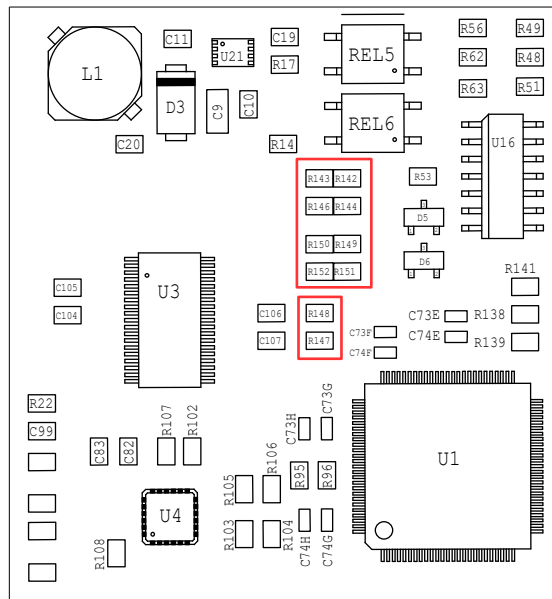 C11
U21
C19
R56
R49
L1
REL5
R17
R62
R48
D3
C9
C10
R63
R51
REL6
C20
R14
U16
R143
R142
R53
R146
R144
D5
R150
R149
D6
R152
R151
C105
U3
R141
C104
C106
R148
C73E
R138
C107
R147
C73F
C74E
R139
C74F
R22
C99
R107
R102
C73H
C73G
C83
C82
U1
R105
R106
R95
R96
U4
R108
R103
R104
C74H
C74G